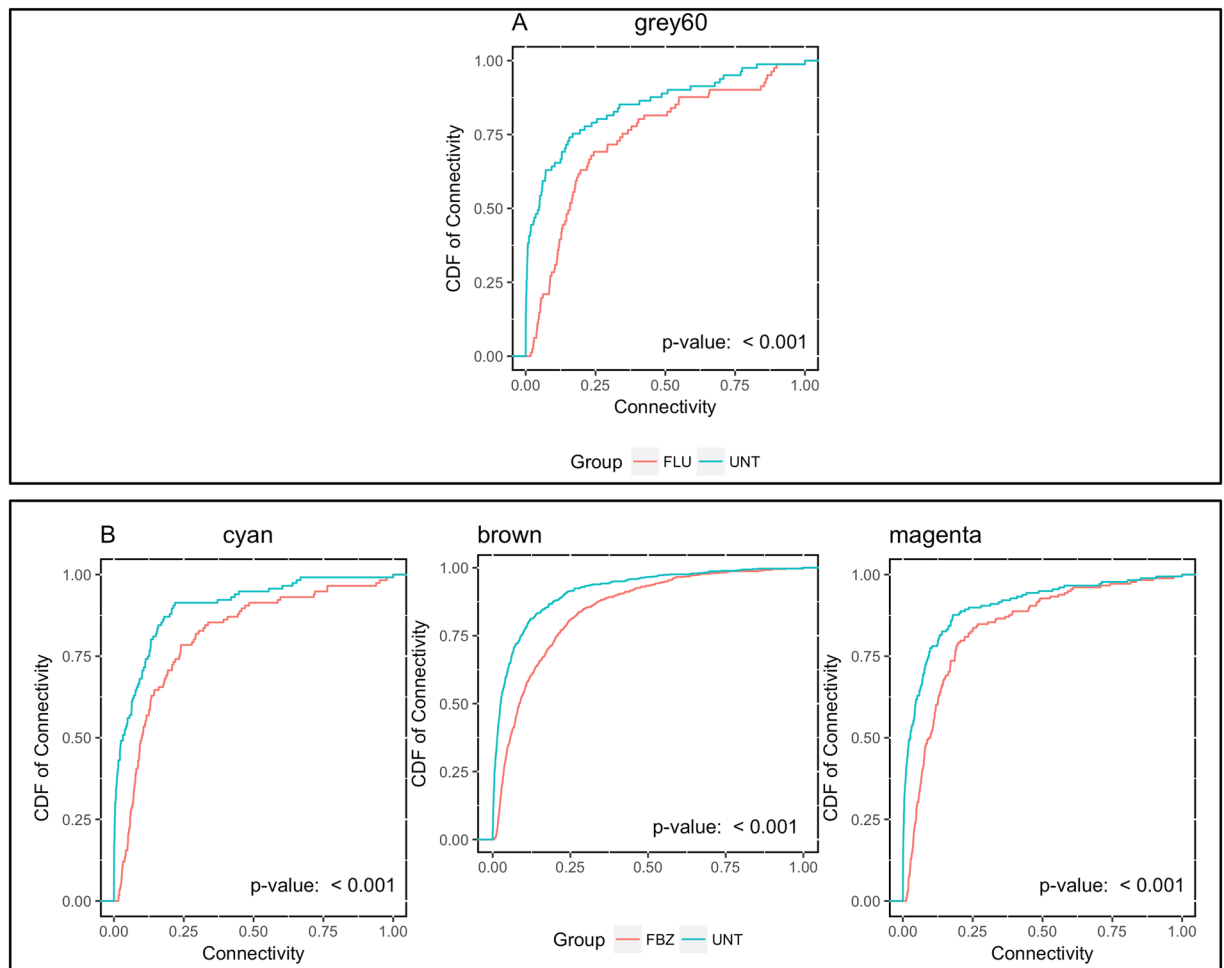 A grey60
CDF of Connectivity
1.00
0.75
0.50
0.25
0.00
p-value: < 0.001
0.00 0.25 0.50 0.75 1.00
Connectivity
Group FLU UNT
B cyan
CDF of Connectivity
1.00
0.75
0.50
0.25
0.00
p-value: < 0.001
0.00 0.25 0.50 0.75 1.00
Connectivity
brown
CDF of Connectivity
1.00
0.75
0.50
0.25
0.00
p-value: < 0.001
0.00 0.25 0.50 0.75 1.00
magenta
CDF of Connectivity
1.00
0.75
0.50
0.25
0.00
p-value: < 0.001
0.00 0.25 0.50 0.75 1.00
Connectivity
Group FBZ UNT